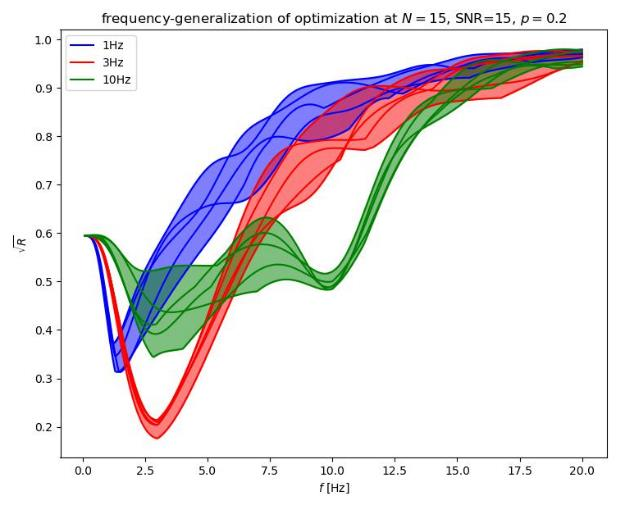 frequency-generalization of optimization at N = 15, SNR=15, p = 0.2
1Hz
3Hz
10Hz
1.0
0.9
0.8
0.7
0.6
0.5
0.4
0.3
0.2
√R
0.0 2.5 5.0 7.5 10.0 12.5 15.0 17.5 20.0
f [Hz]